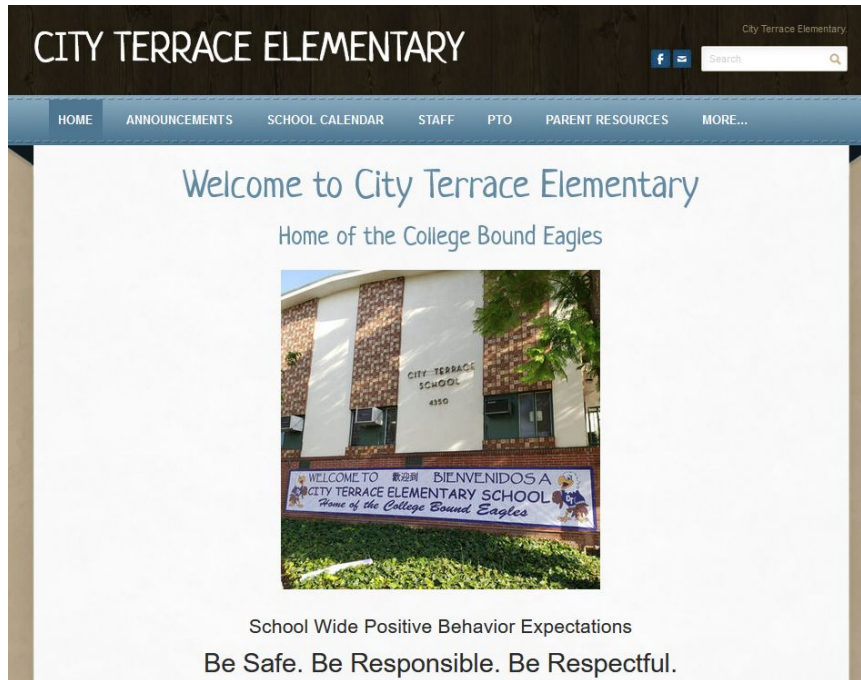 City Terrace Elementary.
CITY TERRACE ELEMENTARY
Search
HOME ANNOUNCEMENTS SCHOOL CALENDAR STAFF PTO PARENT RESOURCES MORE...
Welcome to City Terrace Elementary
Home of the College Bound Eagles
CITY TERRACE
SCHOOL
4350
WELCOME TO 歡迎到 BIENVENIDOS A
CITY TERRACE ELEMENTARY SCHOOL
Home of the College Bound Eagles
School Wide Positive Behavior Expectations
Be Safe. Be Responsible. Be Respectful.